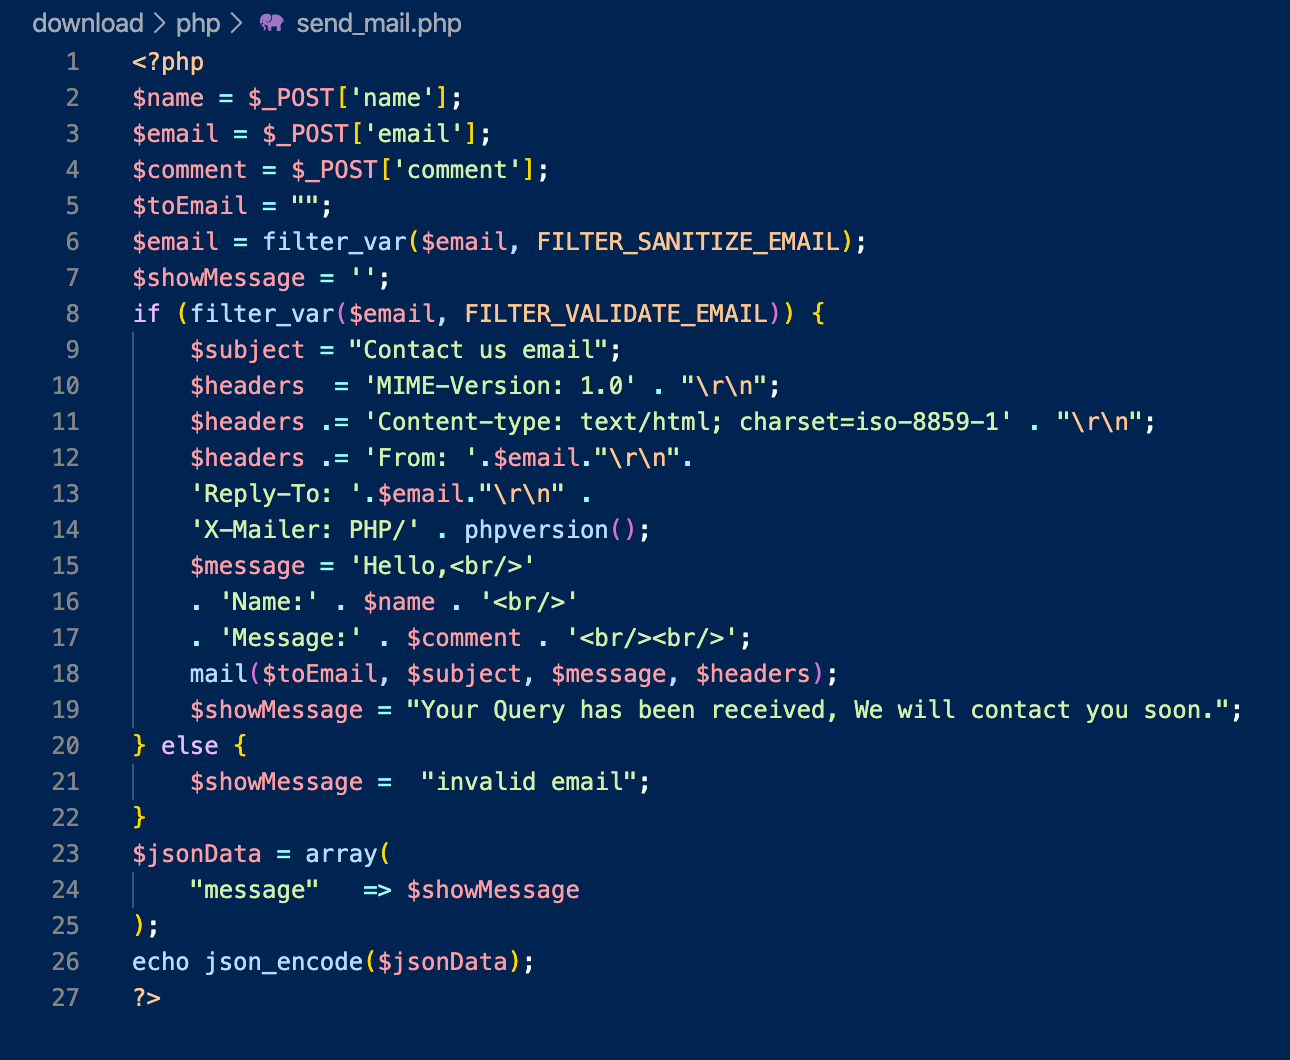 download > php > send_mail.php
1 <?php
2 $name = $_POST['name'];
3 $email = $_POST['email'];
4 $comment = $_POST['comment'];
5 $toEmail = "";
6 $email = filter_var($email, FILTER_SANITIZE_EMAIL);
7 $showMessage = '';
8 if (filter_var($email, FILTER_VALIDATE_EMAIL)) {
9     $subject = "Contact us email";
10     $headers  = 'MIME-Version: 1.0' . "\r\n";
11     $headers .= 'Content-type: text/html; charset=iso-8859-1' . "\r\n";
12     $headers .= 'From: '.$email."\r\n".
13     'Reply-To: '.$email."\r\n" .
14     'X-Mailer: PHP/' . phpversion();
15     $message = 'Hello,<br/>'
16     . 'Name:' . $name . '<br/>'
17     . 'Message:' . $comment . '<br/><br/>';
18     mail($toEmail, $subject, $message, $headers);
19     $showMessage = "Your Query has been received, We will contact you soon.";
20 } else {
21     $showMessage =  "invalid email";
22 }
23 $jsonData = array(
24     "message"   => $showMessage
25 );
26 echo json_encode($jsonData);
27 ?>